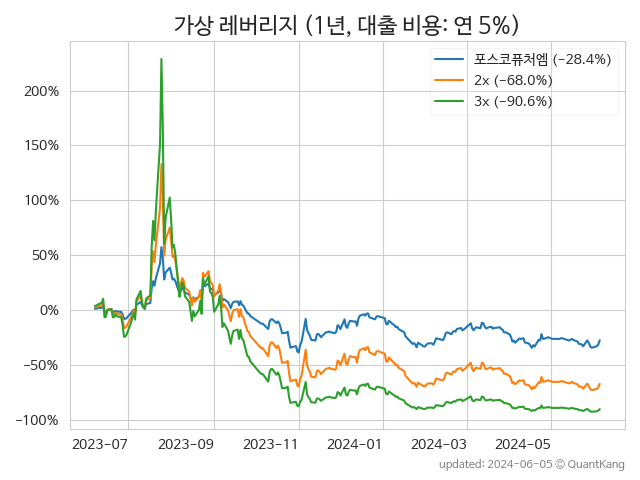 가상 레버리지 (1년, 대출 비용: 연 5%)
포스코퓨처엠 (−28.4%)
2x (−68.0%)
3x (−90.6%)
200%
150%
100%
50%
0%
−50%
−100%
2023-07 2023-09 2023-11 2024-01 2024-03 2024-05
updated: 2024-06-05 © QuantKang